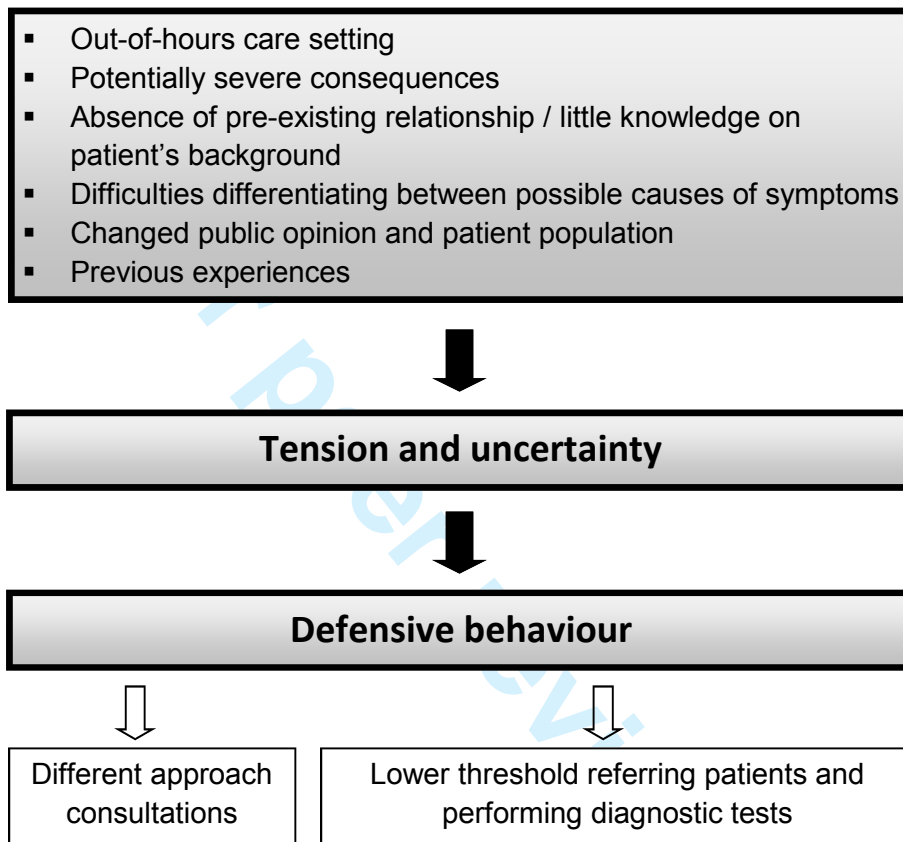 ▪ Out-of-hours care setting
▪ Potentially severe consequences
▪ Absence of pre-existing relationship / little knowledge on
patient’s background
▪ Difficulties differentiating between possible causes of symptoms
▪ Changed public opinion and patient population
▪ Previous experiences
Tension and uncertainty
Defensive behaviour
Different approach
consultations
Lower threshold referring patients and
performing diagnostic tests